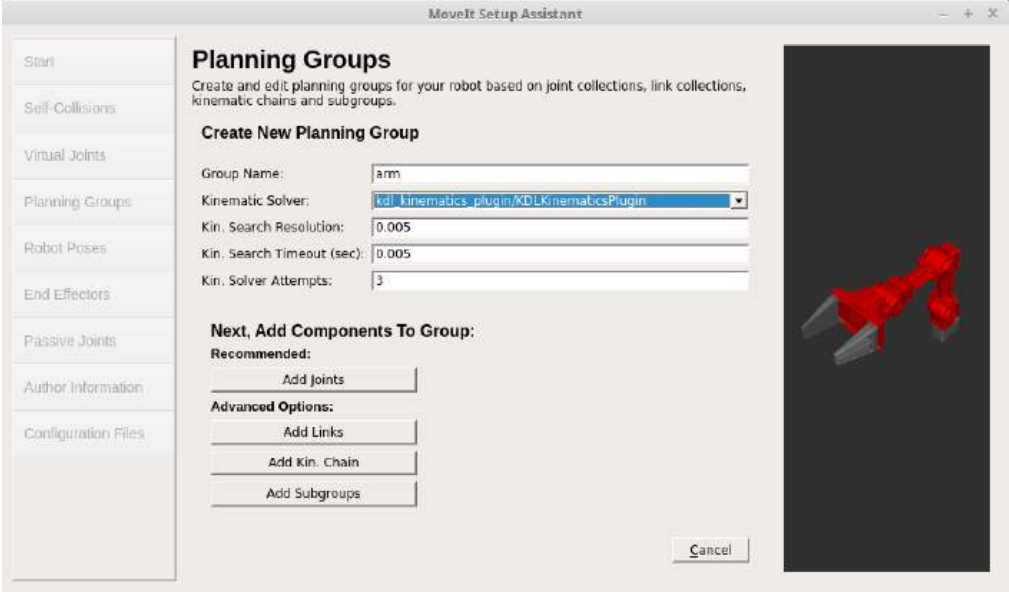 MoveIt Setup Assistant
Start
Self-Collisions
Virtual Joints
Planning Groups
Robot Poses
End Effectors
Passive Joints
Author Information
Configuration Files
Planning Groups
Create and edit planning groups for your robot based on joint collections, link collections,
kinematic chains and subgroups.
Create New Planning Group
Group Name: arm
Kinematic Solver: kdl_kinematics_plugin/KDLKinematicsPlugin
Kin. Search Resolution: 0.005
Kin. Search Timeout (sec): 0.005
Kin. Solver Attempts: 3
Next, Add Components To Group:
Recommended:
Add Joints
Advanced Options:
Add Links
Add Kin. Chain
Add Subgroups
Cancel